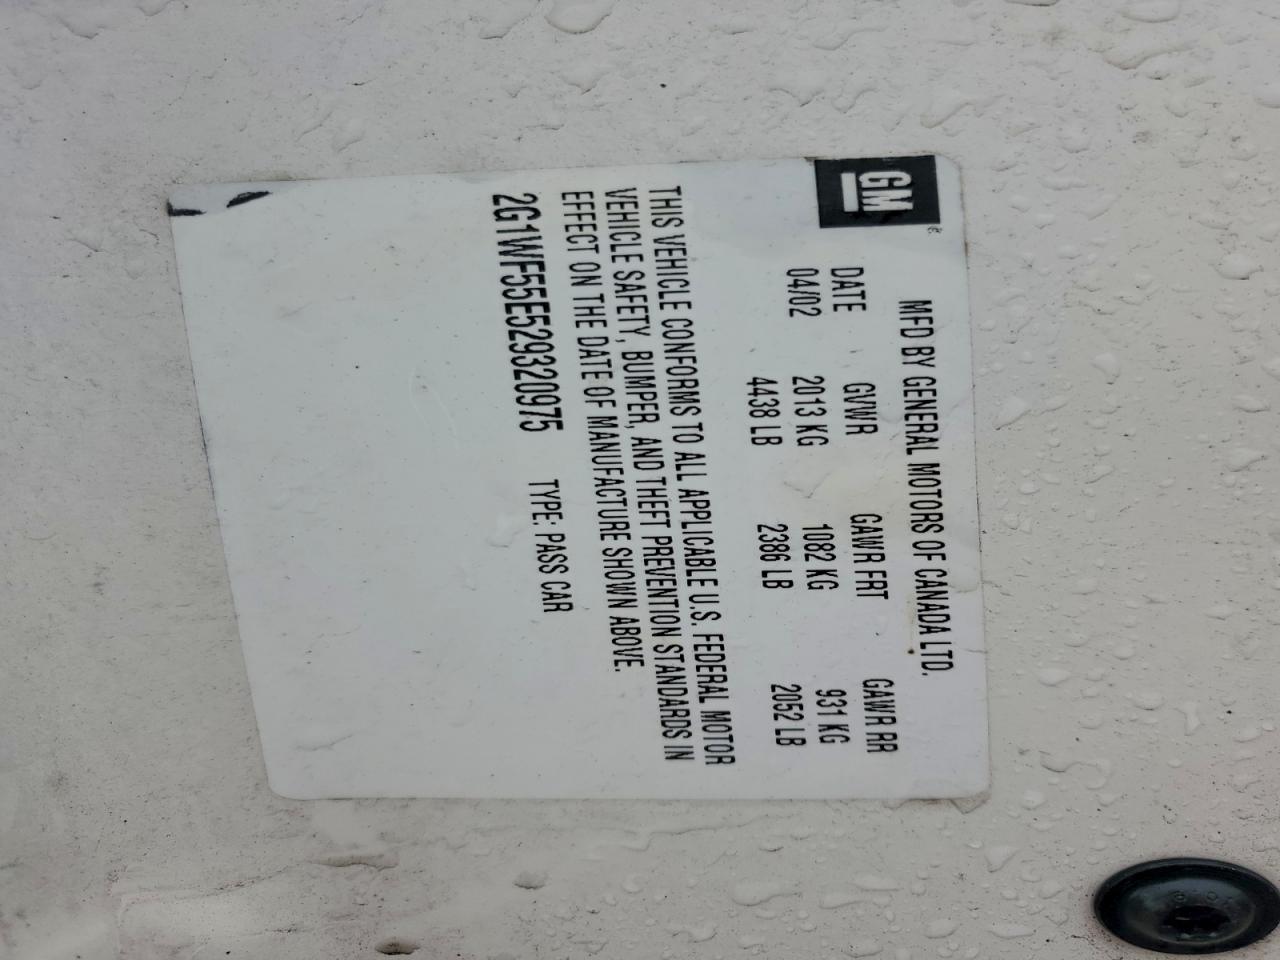 GM®
MFD BY GENERAL MOTORS OF CANADA LTD.
DATE GVWR GAWR FRT GAWR RR
04/02 2013 KG 1082 KG 931 KG
4438 LB 2386 LB 2052 LB
THIS VEHICLE CONFORMS TO ALL APPLICABLE U.S. FEDERAL MOTOR
VEHICLE SAFETY, BUMPER, AND THEFT PREVENTION STANDARDS IN
EFFECT ON THE DATE OF MANUFACTURE SHOWN ABOVE.
2G1WF55E529320975 TYPE: PASS CAR